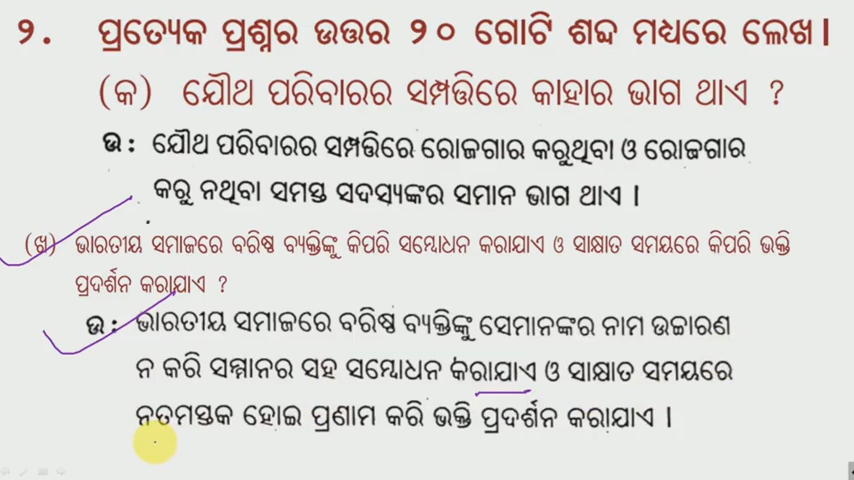 ୨. ପ୍ରତ୍ୟେକ ପ୍ରଶ୍ନର ଉତ୍ତର ୨୦ ଗୋଟି ଶବ୍ଦ ମଧ୍ୟରେ ଲେଖ।
(କ) ଯୌଥ ପରିବାରର ସମ୍ପତ୍ତିରେ କାହାର ଭାଗ ଥାଏ ?
ଉ: ଯୌଥ ପରିବାରର ସମ୍ପତ୍ତିରେ ରୋଜଗାର କରୁଥିବା ଓ ରୋଜଗାର
କରୁ ନଥିବା ସମସ୍ତ ସଦସ୍ୟଙ୍କର ସମାନ ଭାଗ ଥାଏ ।
(ଖ) ଭାରତୀୟ ସମାଜରେ ବରିଷ୍ଠ ବ୍ୟକ୍ତିଙ୍କୁ କିପରି ସମ୍ବୋଧନ କରାଯାଏ ଓ ସାକ୍ଷାତ ସମୟରେ କିପରି ଭକ୍ତି
ପ୍ରଦର୍ଶନ କରାଯାଏ ?
ଉ: ଭାରତୀୟ ସମାଜରେ ବରିଷ୍ଠ ବ୍ୟକ୍ତିଙ୍କୁ ସେମାନଙ୍କର ନାମ ଉଚ୍ଚାରଣ
ନ କରି ସମ୍ମାନର ସହ ସମ୍ବୋଧନ କରାଯାଏ ଓ ସାକ୍ଷାତ ସମୟରେ
ନତମସ୍ତକ ହୋଇ ପ୍ରଣାମ କରି ଭକ୍ତି ପ୍ରଦର୍ଶନ କରାଯାଏ ।